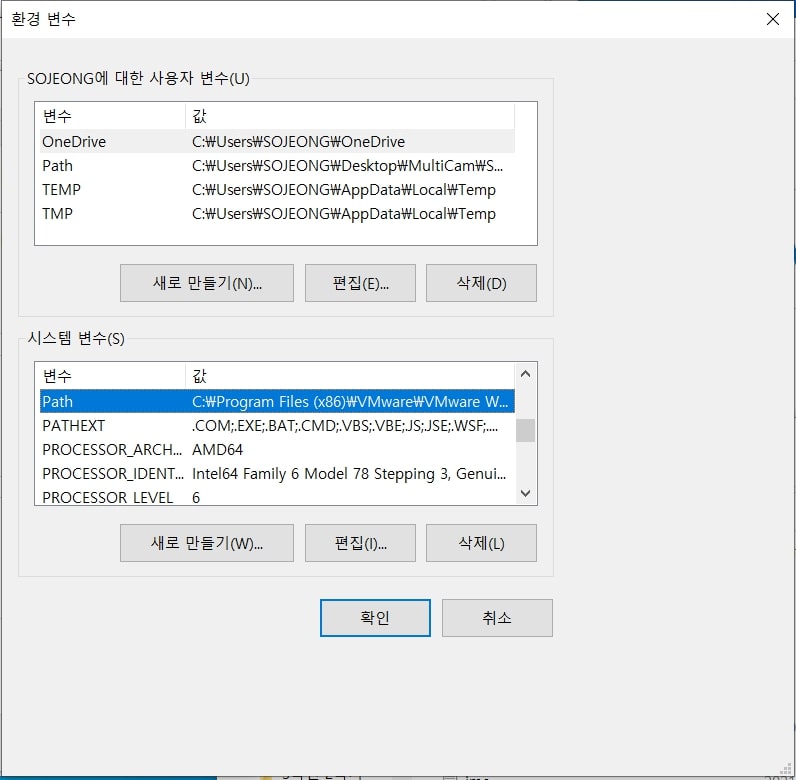 환경 변수
SOJEONG에 대한 사용자 변수(U)
변수 값
OneDrive C:₩Users₩SOJEONG₩OneDrive
Path C:₩Users₩SOJEONG₩Desktop₩MultiCam₩S...
TEMP C:₩Users₩SOJEONG₩AppData₩Local₩Temp
TMP C:₩Users₩SOJEONG₩AppData₩Local₩Temp
새로 만들기(N)... 편집(E)... 삭제(D)
시스템 변수(S)
변수 값
Path C:₩Program Files (x86)₩VMware₩VMware W...
PATHEXT .COM;.EXE;.BAT;.CMD;.VBS;.VBE;.JS;.JSE;.WSF;....
PROCESSOR_ARCH... AMD64
PROCESSOR_IDENT... Intel64 Family 6 Model 78 Stepping 3, Genui...
PROCESSOR_LEVEL 6
새로 만들기(W)... 편집(I)... 삭제(L)
확인 취소